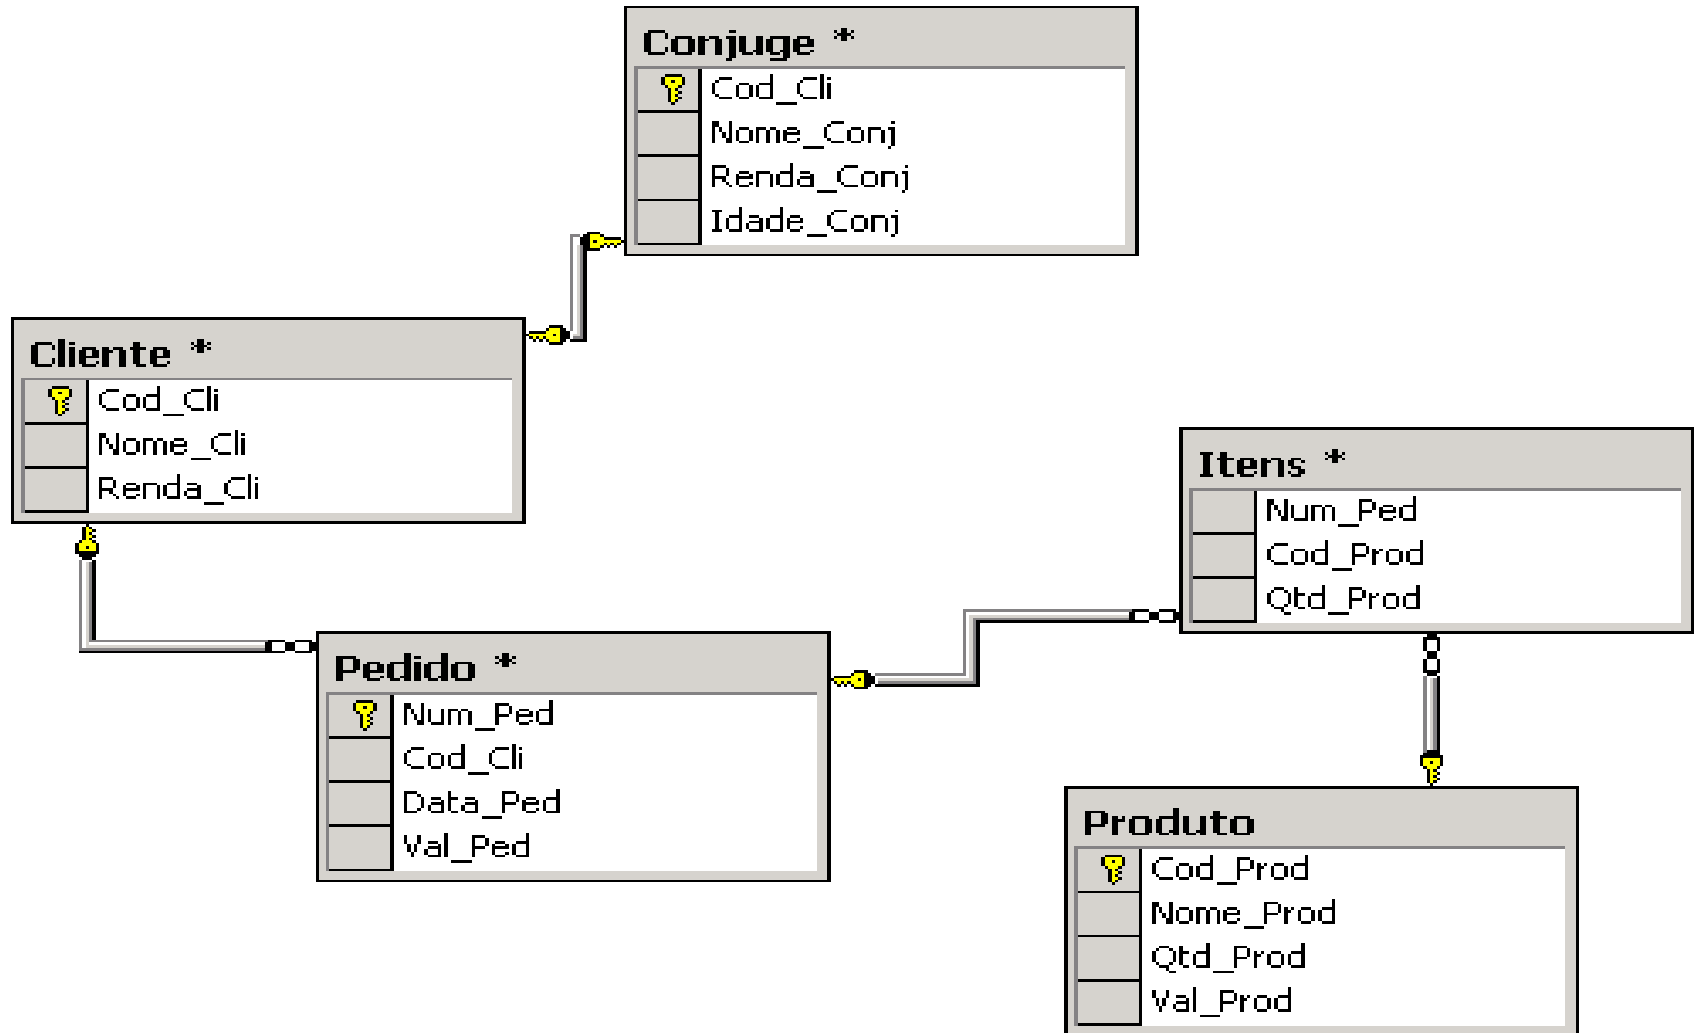 Conjuge *
Cod_Cli
Nome_Conj
Renda_Conj
Idade_Conj
Cliente *
Cod_Cli
Nome_Cli
Renda_Cli
Itens *
Num_Ped
Cod_Prod
Qtd_Prod
Pedido *
Num_Ped
Cod_Cli
Data_Ped
Val_Ped
Produto
Cod_Prod
Nome_Prod
Qtd_Prod
Val_Prod